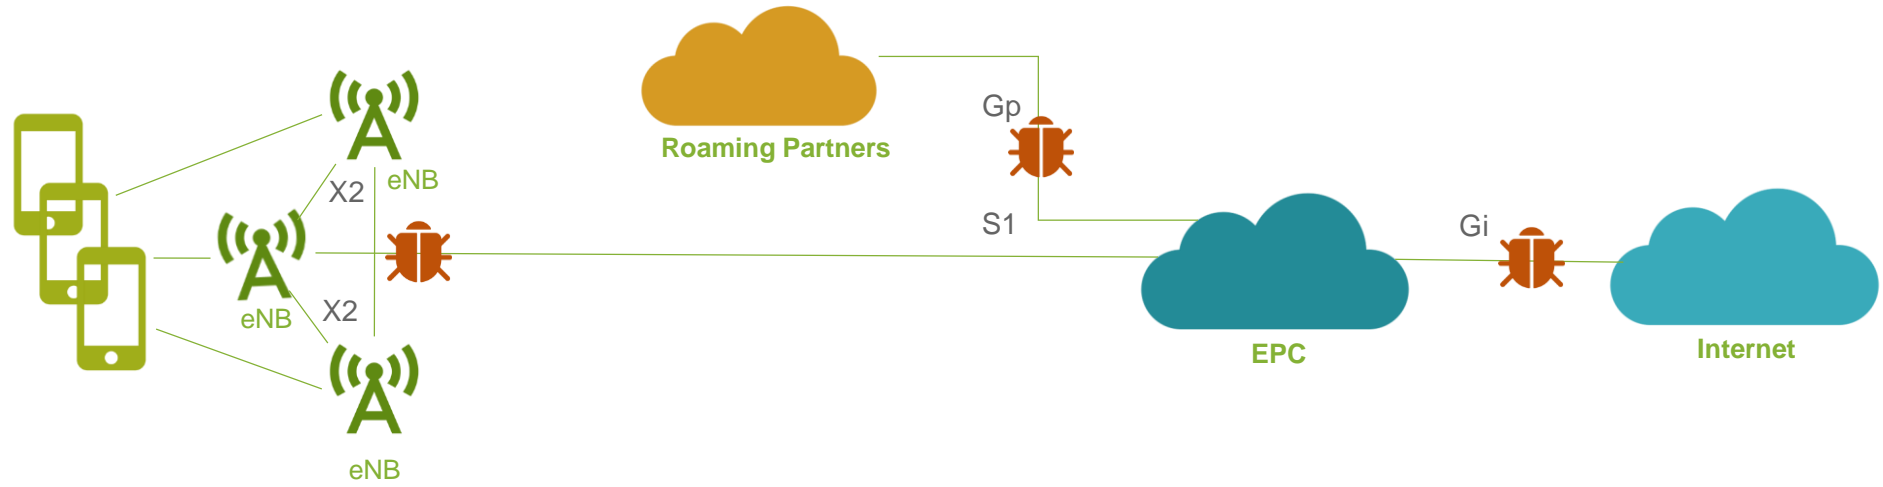 Gp
Roaming Partners
eNB
X2
S1
Gi
X2
eNB
EPC
Internet
eNB